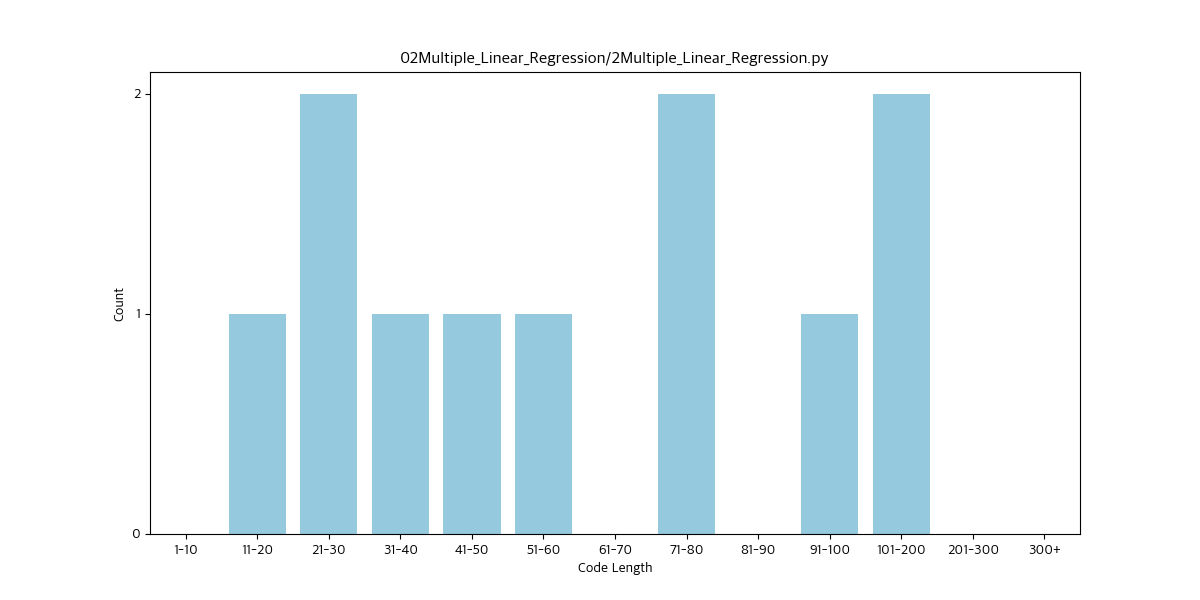 02Multiple_Linear_Regression/2Multiple_Linear_Regression.py
2
1
0
Count
1-10 11-20 21-30 31-40 41-50 51-60 61-70 71-80 81-90 91-100 101-200 201-300 300+
Code Length